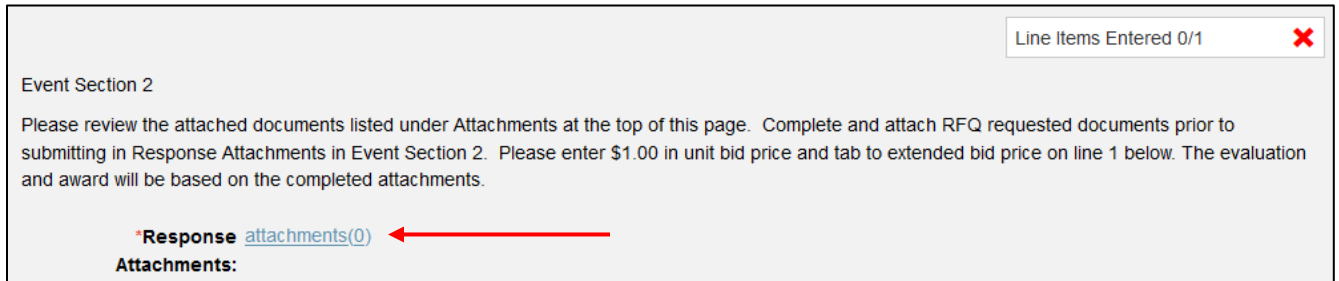 Line Items Entered 0/1
Event Section 2
Please review the attached documents listed under Attachments at the top of this page.  Complete and attach RFQ requested documents prior to
submitting in Response Attachments in Event Section 2.  Please enter $1.00 in unit bid price and tab to extended bid price on line 1 below. The evaluation
and award will be based on the completed attachments.
*Response attachments(0)
Attachments: